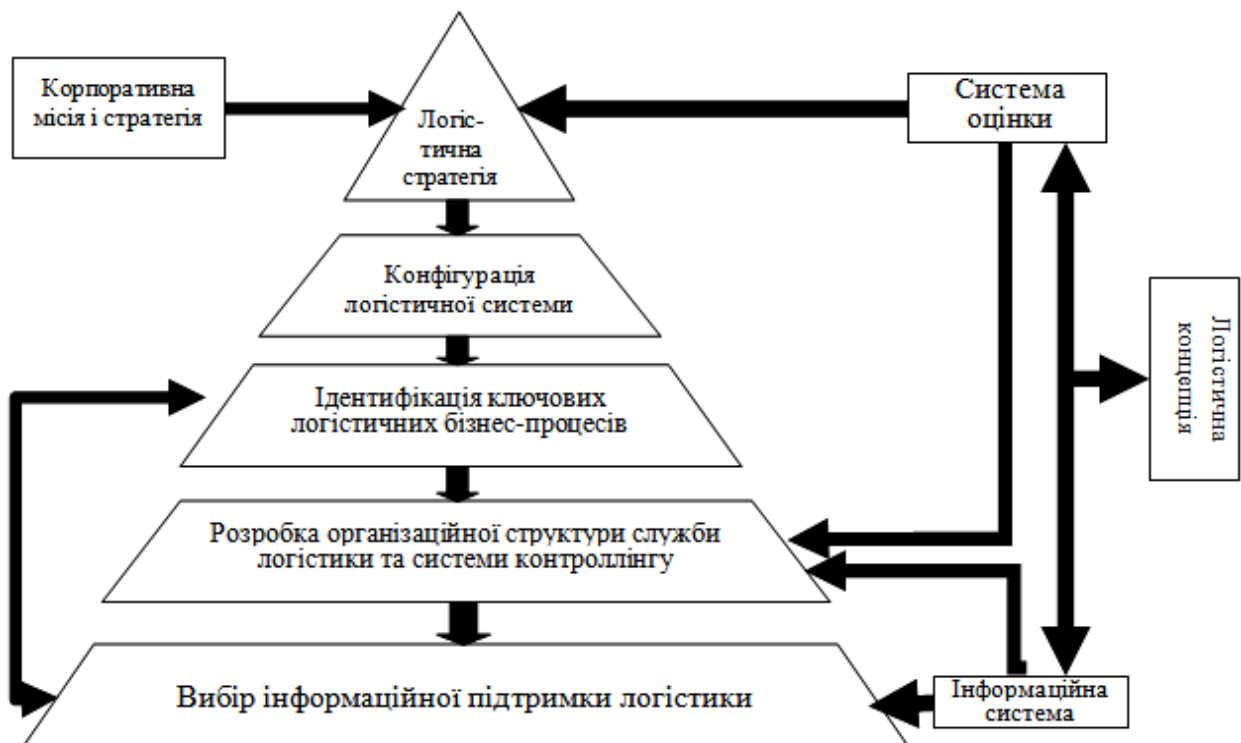 Корпоративна
місія і стратегія
Логіс-
тична
стратегія
Система
оцінки
Конфігурація
логістичної системи
Логістична
концепція
Ідентифікація ключових
логістичних бізнес-процесів
Розробка організаційної структури служби
логістики та системи контроллінгу
Вибір інформаційної підтримки логістики
Інформаційна
система